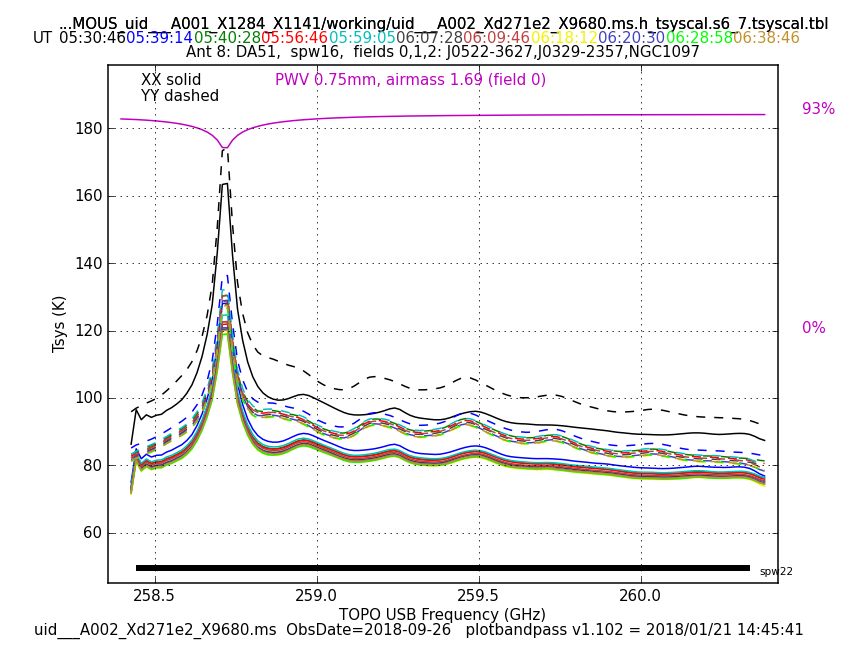 ...MOUS_uid___A001_X1284_X1141/working/uid___A002_Xd271e2_X9680.ms.h_tsyscal.s6_7.tsyscal.tbl
UT 05:30:46 05:39:14 05:40:28 05:56:46 05:59:05 06:07:28 06:09:46 06:18:12 06:20:30 06:28:58 06:38:46
Ant 8: DA51,  spw16,  fields 0,1,2: J0522-3627,J0329-2357,NGC1097
XX solid
YY dashed
PWV 0.75mm, airmass 1.69 (field 0)
93%
0%
180
160
140
120
100
80
60
Tsys (K)
spw22
258.5
259.0
259.5
260.0
TOPO USB Frequency (GHz)
uid___A002_Xd271e2_X9680.ms  ObsDate=2018-09-26   plotbandpass v1.102 = 2018/01/21 14:45:41